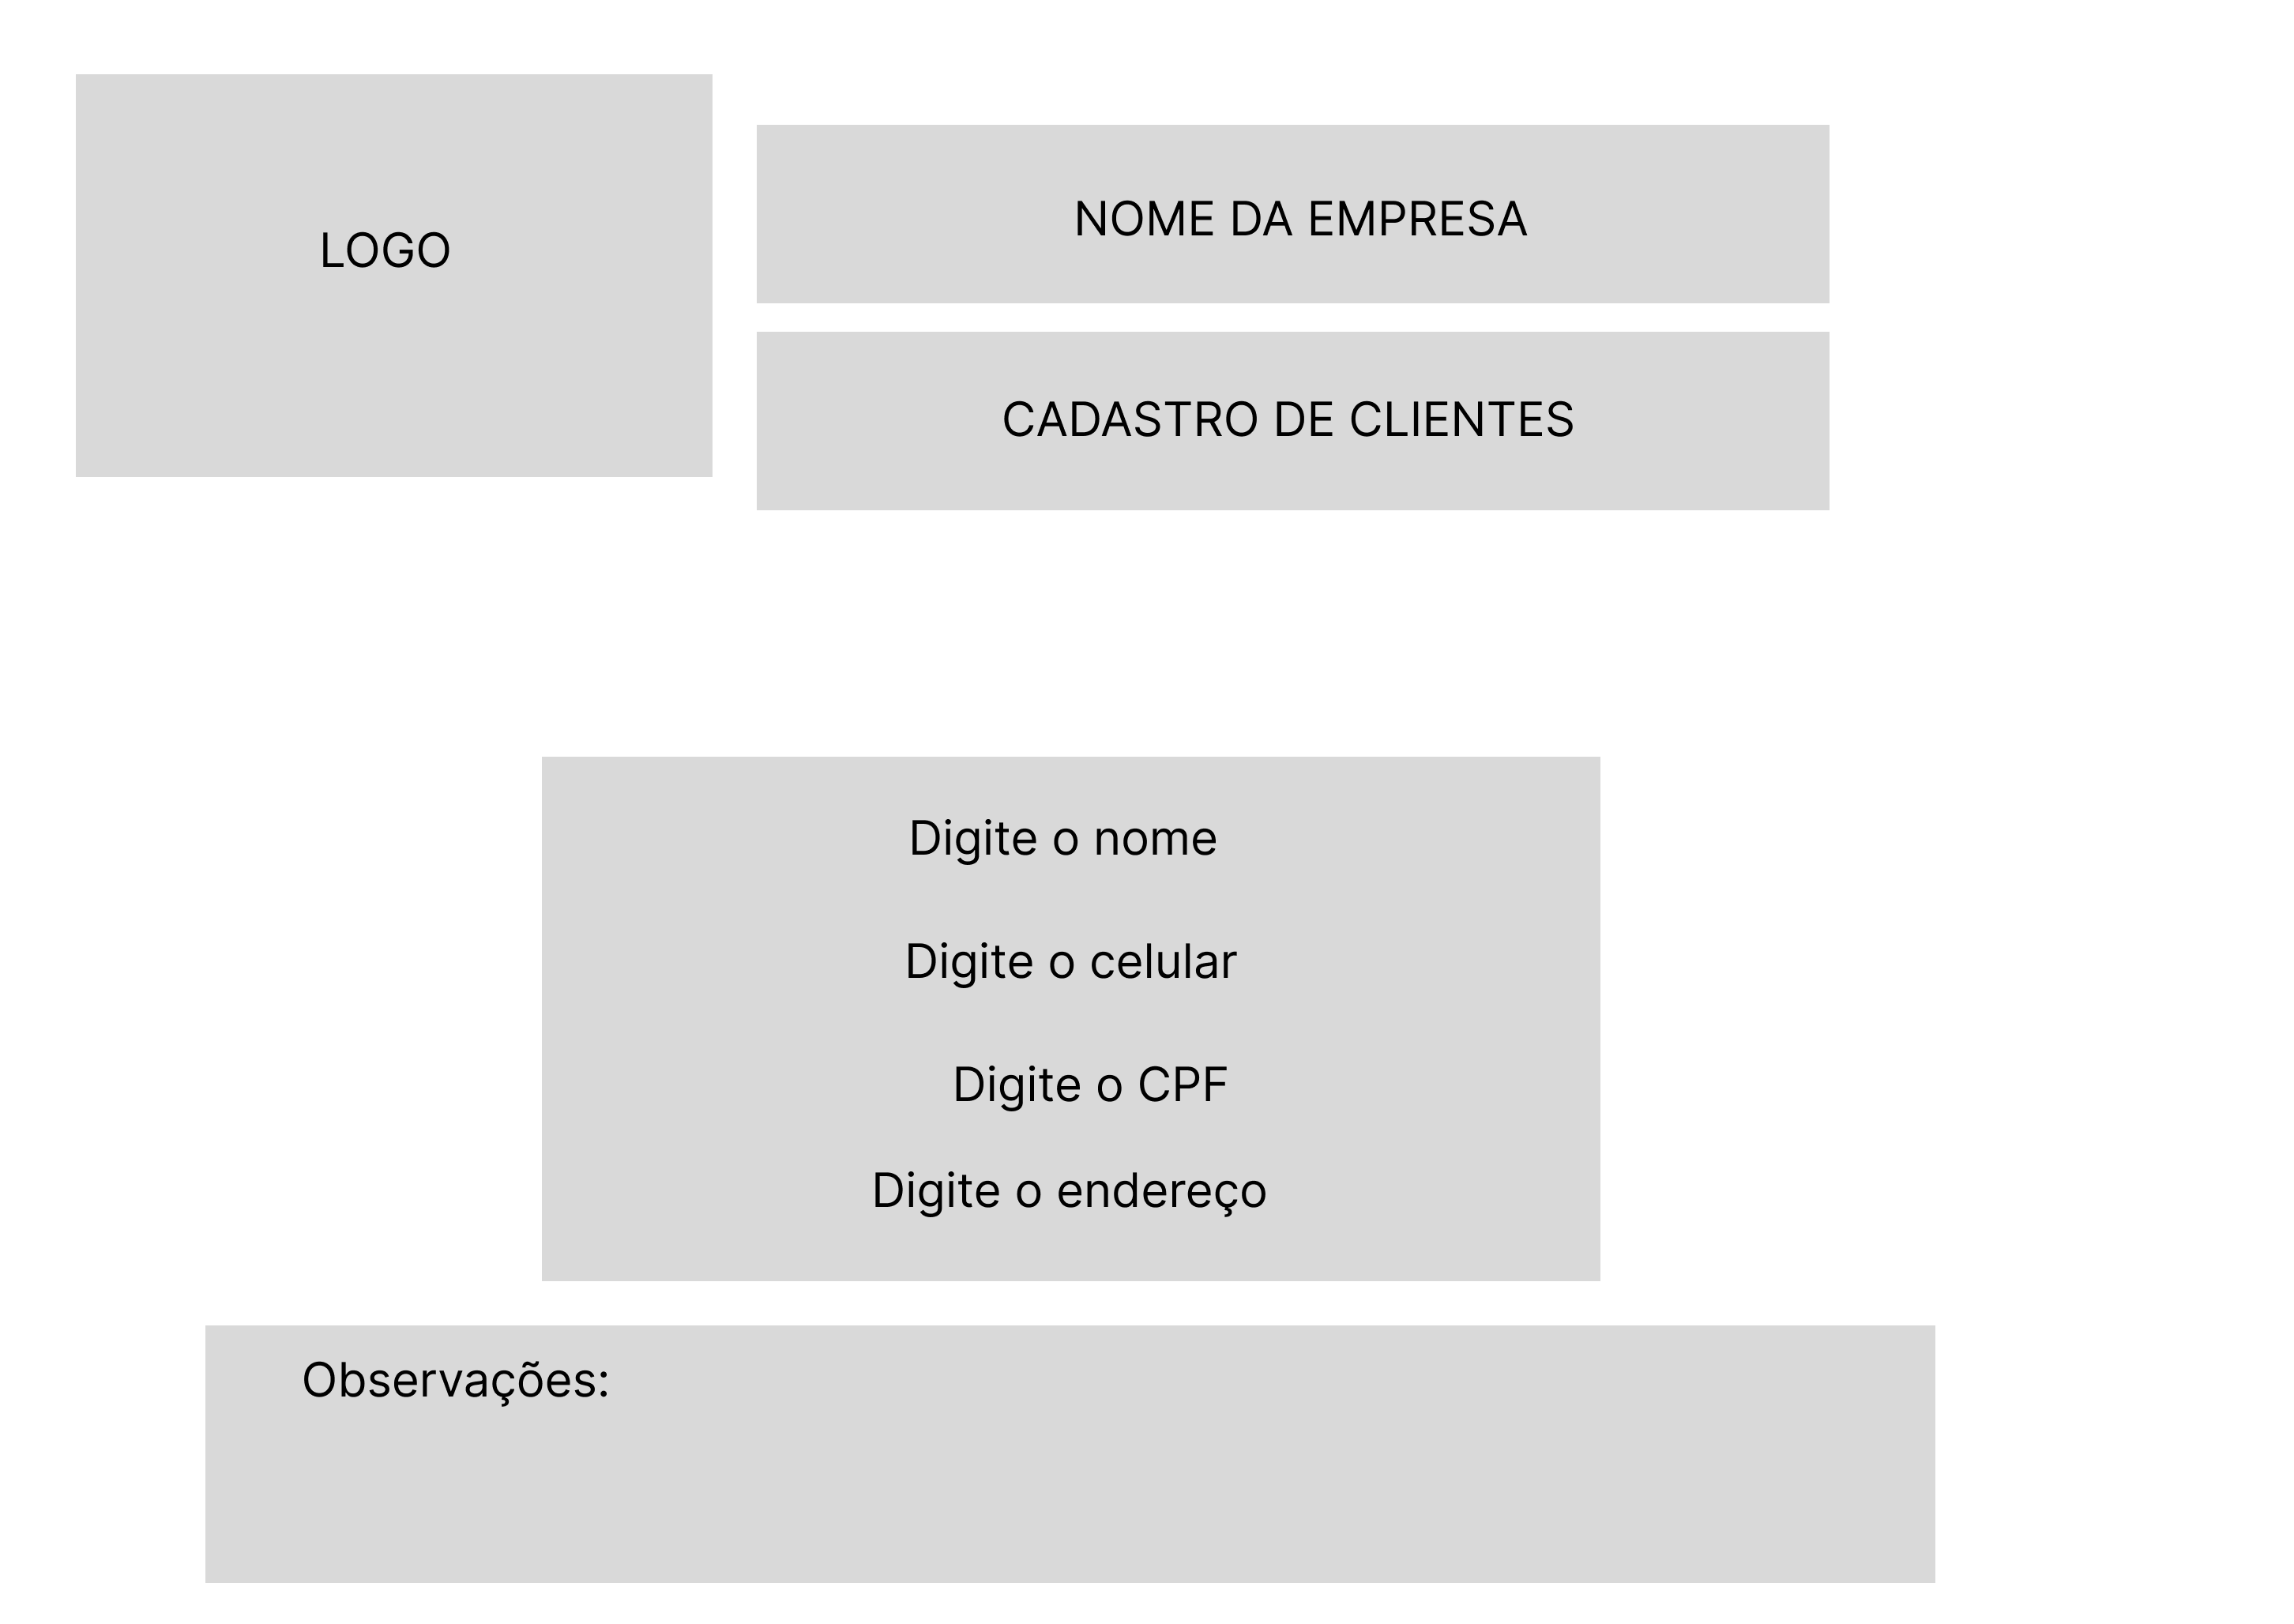 LOGO
NOME DA EMPRESA
CADASTRO DE CLIENTES
Digite o nome
Digite o celular
Digite o CPF
Digite o endereço
Observações: